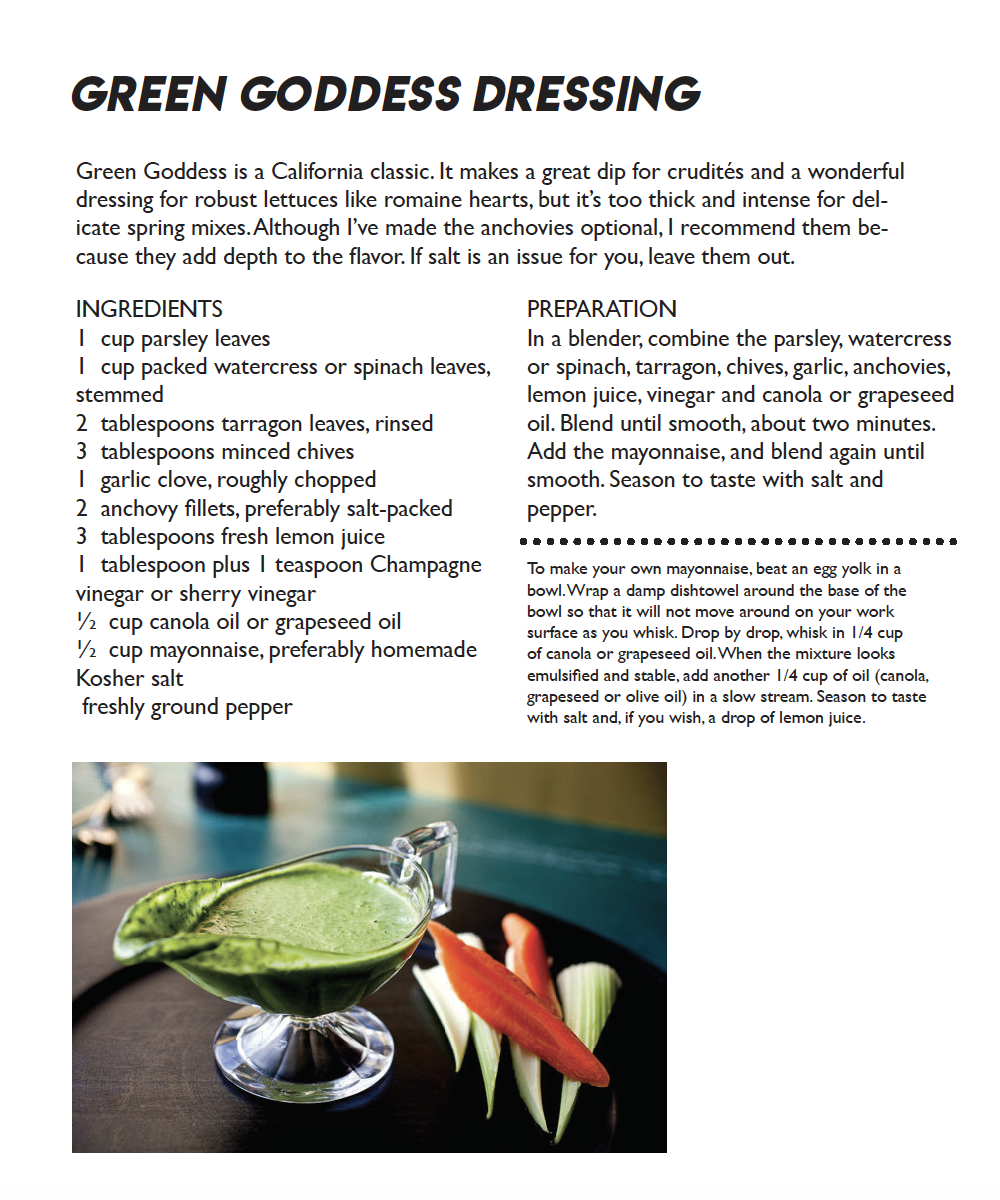 GREEN GODDESS DRESSING
Green Goddess is a California classic. It makes a great dip for crudités and a wonderful
dressing for robust lettuces like romaine hearts, but it’s too thick and intense for del-
icate spring mixes. Although I’ve made the anchovies optional, I recommend them be-
cause they add depth to the flavor. If salt is an issue for you, leave them out.
INGREDIENTS
1 cup parsley leaves
1 cup packed watercress or spinach leaves,
stemmed
2 tablespoons tarragon leaves, rinsed
3 tablespoons minced chives
1 garlic clove, roughly chopped
2 anchovy fillets, preferably salt-packed
3 tablespoons fresh lemon juice
1 tablespoon plus 1 teaspoon Champagne
vinegar or sherry vinegar
½ cup canola oil or grapeseed oil
½ cup mayonnaise, preferably homemade
Kosher salt
freshly ground pepper
PREPARATION
In a blender, combine the parsley, watercress
or spinach, tarragon, chives, garlic, anchovies,
lemon juice, vinegar and canola or grapeseed
oil. Blend until smooth, about two minutes.
Add the mayonnaise, and blend again until
smooth. Season to taste with salt and
pepper.
To make your own mayonnaise, beat an egg yolk in a
bowl. Wrap a damp dishtowel around the base of the
bowl so that it will not move around on your work
surface as you whisk. Drop by drop, whisk in 1/4 cup
of canola or grapeseed oil. When the mixture looks
emulsified and stable, add another 1/4 cup of oil (canola,
grapeseed or olive oil) in a slow stream. Season to taste
with salt and, if you wish, a drop of lemon juice.